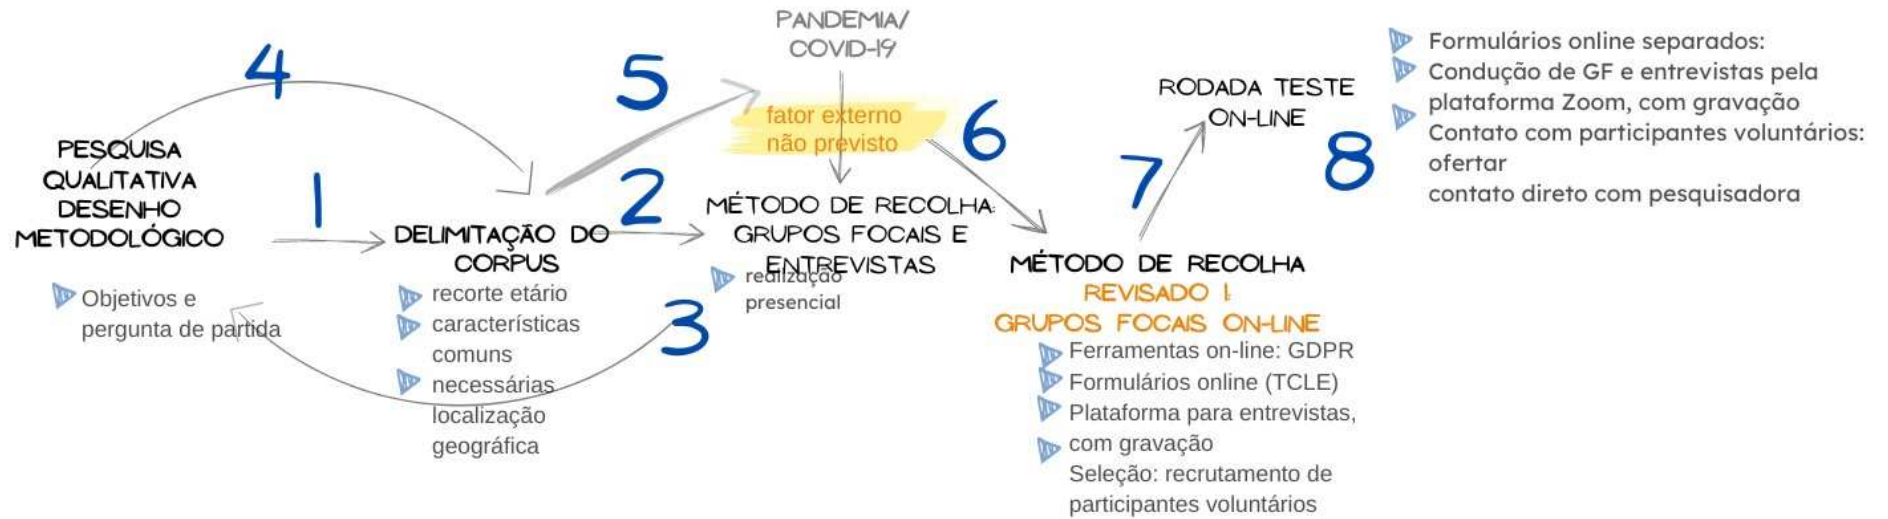 4
1
PESQUISA
QUALITATIVA
DESENHO
METODOLÓGICO
Objetivos e
pergunta de partida
DELIMITAÇÃO DO
CORPUS
recorte etário
características
comuns
necessárias
localização
geográfica
5
2
3
PANDEMIA/
COVID-19
fator externo
não previsto
MÉTODO DE RECOLHA:
GRUPOS FOCAIS E
ENTREVISTAS
realização
presencial
6
MÉTODO DE RECOLHA
REVISADO 1:
GRUPOS FOCAIS ON-LINE
Ferramentas on-line: GDPR
Formulários online (TCLE)
Plataforma para entrevistas,
com gravação
Seleção: recrutamento de
participantes voluntários
7
RODADA TESTE
ON-LINE
8
Formulários online separados:
Condução de GF e entrevistas pela
plataforma Zoom, com gravação
Contato com participantes voluntários:
ofertar
contato direto com pesquisadora